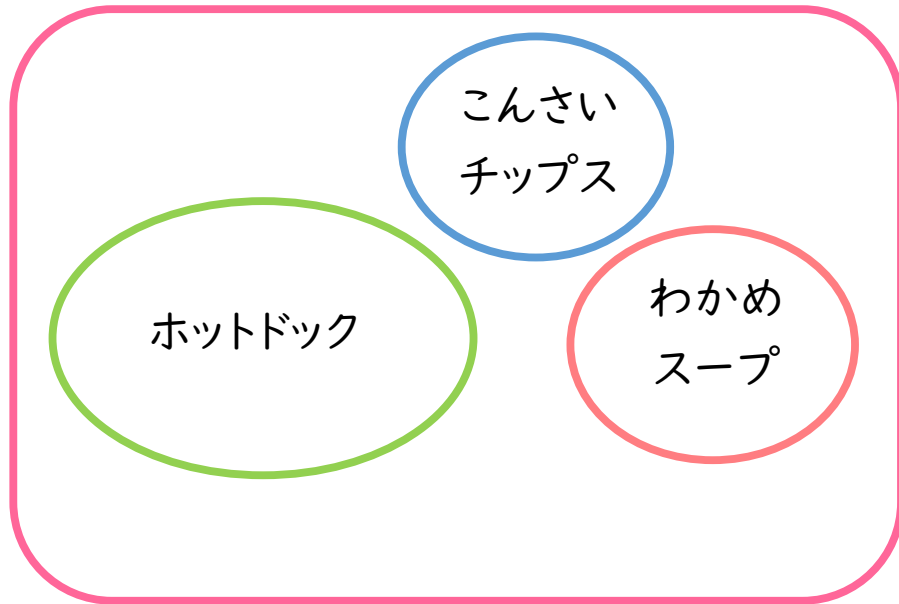 こんさい
チップス
ホットドック
わかめ
スープ